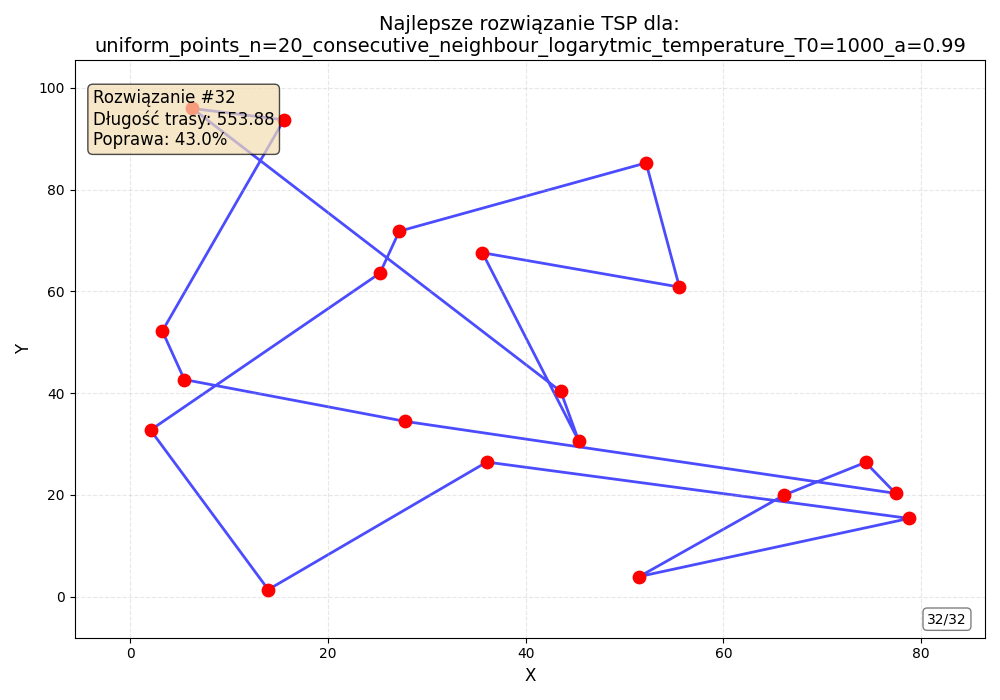 Najlepsze rozwiązanie TSP dla:
uniform_points_n=20_consecutive_neighbour_logarytmic_temperature_T0=1000_a=0.99
Rozwiązanie #32
Długość trasy: 553.88
Poprawa: 43.0%
100
80
60
40
20
0
Y
32/32
0 20 40 60 80
X